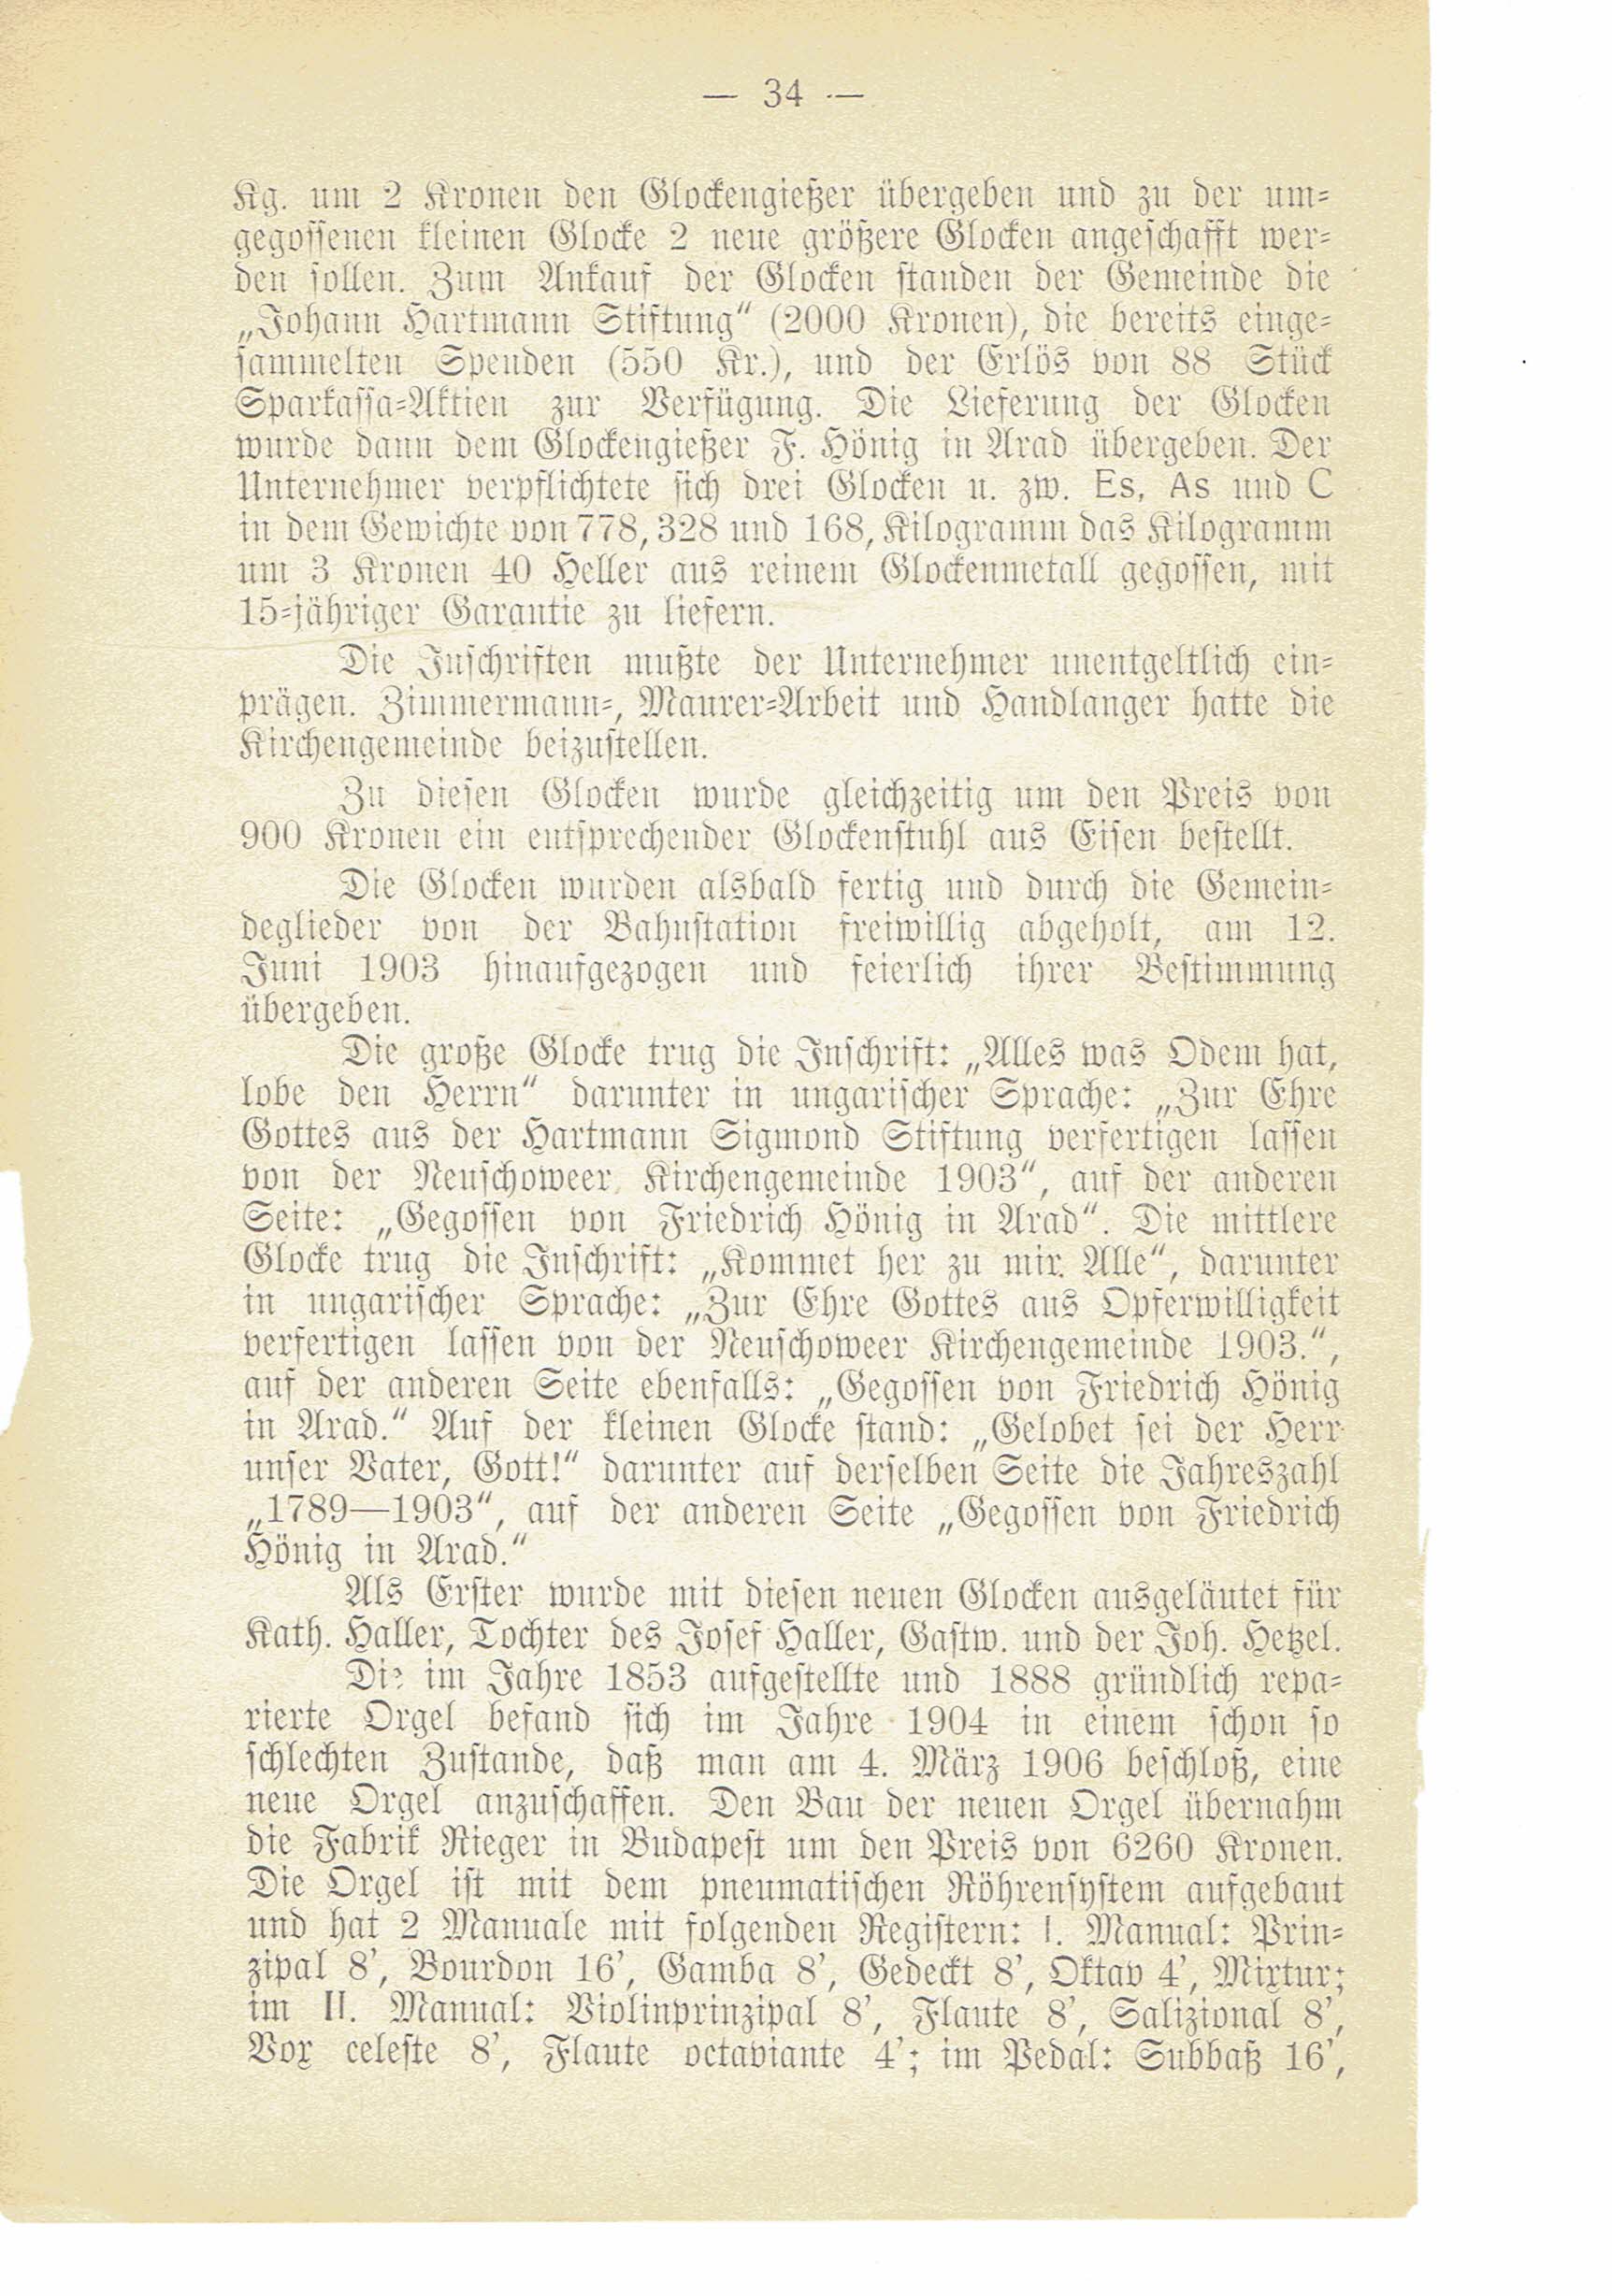 — 34 —
Kg. um 2 Kronen den Glockengießer übergeben und zu der um-
gegossenen kleinen Glocke 2 neue größere Glocken angeschafft wer-
den sollen. Zum Ankauf der Glocken standen der Gemeinde die
„Johann Hartmann Stiftung“ (2000 Kronen), die bereits einge-
sammelten Spenden (550 Kr.), und der Erlös von 88 Stück
Sparkassa-Aktien zur Verfügung. Die Lieferung der Glocken
wurde dann dem Glockengießer F. Hönig in Arad übergeben. Der
Unternehmer verpflichtete sich drei Glocken u. zw. Es, As und C
in dem Gewichte von 778, 328 und 168, Kilogramm das Kilogramm
um 3 Kronen 40 Heller aus reinem Glockenmetall gegossen, mit
15-jähriger Garantie zu liefern.
Die Inschriften mußte der Unternehmer unentgeltlich ein-
prägen. Zimmermann-, Maurer-Arbeit und Handlanger hatte die
Kirchengemeinde beizustellen.
Zu diesen Glocken wurde gleichzeitig um den Preis von
900 Kronen ein entsprechender Glockenstuhl aus Eisen bestellt.
Die Glocken wurden alsbald fertig und durch die Gemein-
deglieder von der Bahnstation freiwillig abgeholt, am 12.
Juni 1903 hinaufgezogen und feierlich ihrer Bestimmung
übergeben.
Die große Glocke trug die Inschrift: „Alles was Odem hat,
lobe den Herrn“ darunter in ungarischer Sprache: „Zur Ehre
Gottes aus der Hartmann Sigmond Stiftung verfertigen lassen
von der Neuschoweer Kirchengemeinde 1903“, auf der anderen
Seite: „Gegossen von Friedrich Hönig in Arad“. Die mittlere
Glocke trug die Inschrift: „Kommet her zu mir Alle“, darunter
in ungarischer Sprache: „Zur Ehre Gottes aus Opferwilligkeit
verfertigen lassen von der Neuschoweer Kirchengemeinde 1903.“,
auf der anderen Seite ebenfalls: „Gegossen von Friedrich Hönig
in Arad.“ Auf der kleinen Glocke stand: „Gelobet sei der Herr
unser Vater, Gott!“ darunter auf derselben Seite die Jahreszahl
„1789—1903“, auf der anderen Seite „Gegossen von Friedrich
Hönig in Arad.“
Als Erster wurde mit diesen neuen Glocken ausgeläutet für
Kath. Haller, Tochter des Josef Haller, Gastw. und der Joh. Hetzel.
Die im Jahre 1853 aufgestellte und 1888 gründlich repa-
rierte Orgel befand sich im Jahre 1904 in einem schon so
schlechten Zustande, daß man am 4. März 1906 beschloß, eine
neue Orgel anzuschaffen. Den Bau der neuen Orgel übernahm
die Fabrik Rieger in Budapest um den Preis von 6260 Kronen.
Die Orgel ist mit dem pneumatischen Röhrensystem aufgebaut
und hat 2 Manuale mit folgenden Registern: I. Manual: Prin-
zipal 8’, Bourdon 16’, Gamba 8’, Gedeckt 8’, Oktav 4’, Mixtur;
im II. Manual: Violinprinzipal 8’, Flaute 8’, Salizional 8’,
Vox celeste 8’, Flaute octaviante 4’; im Pedal: Subbaß 16’,